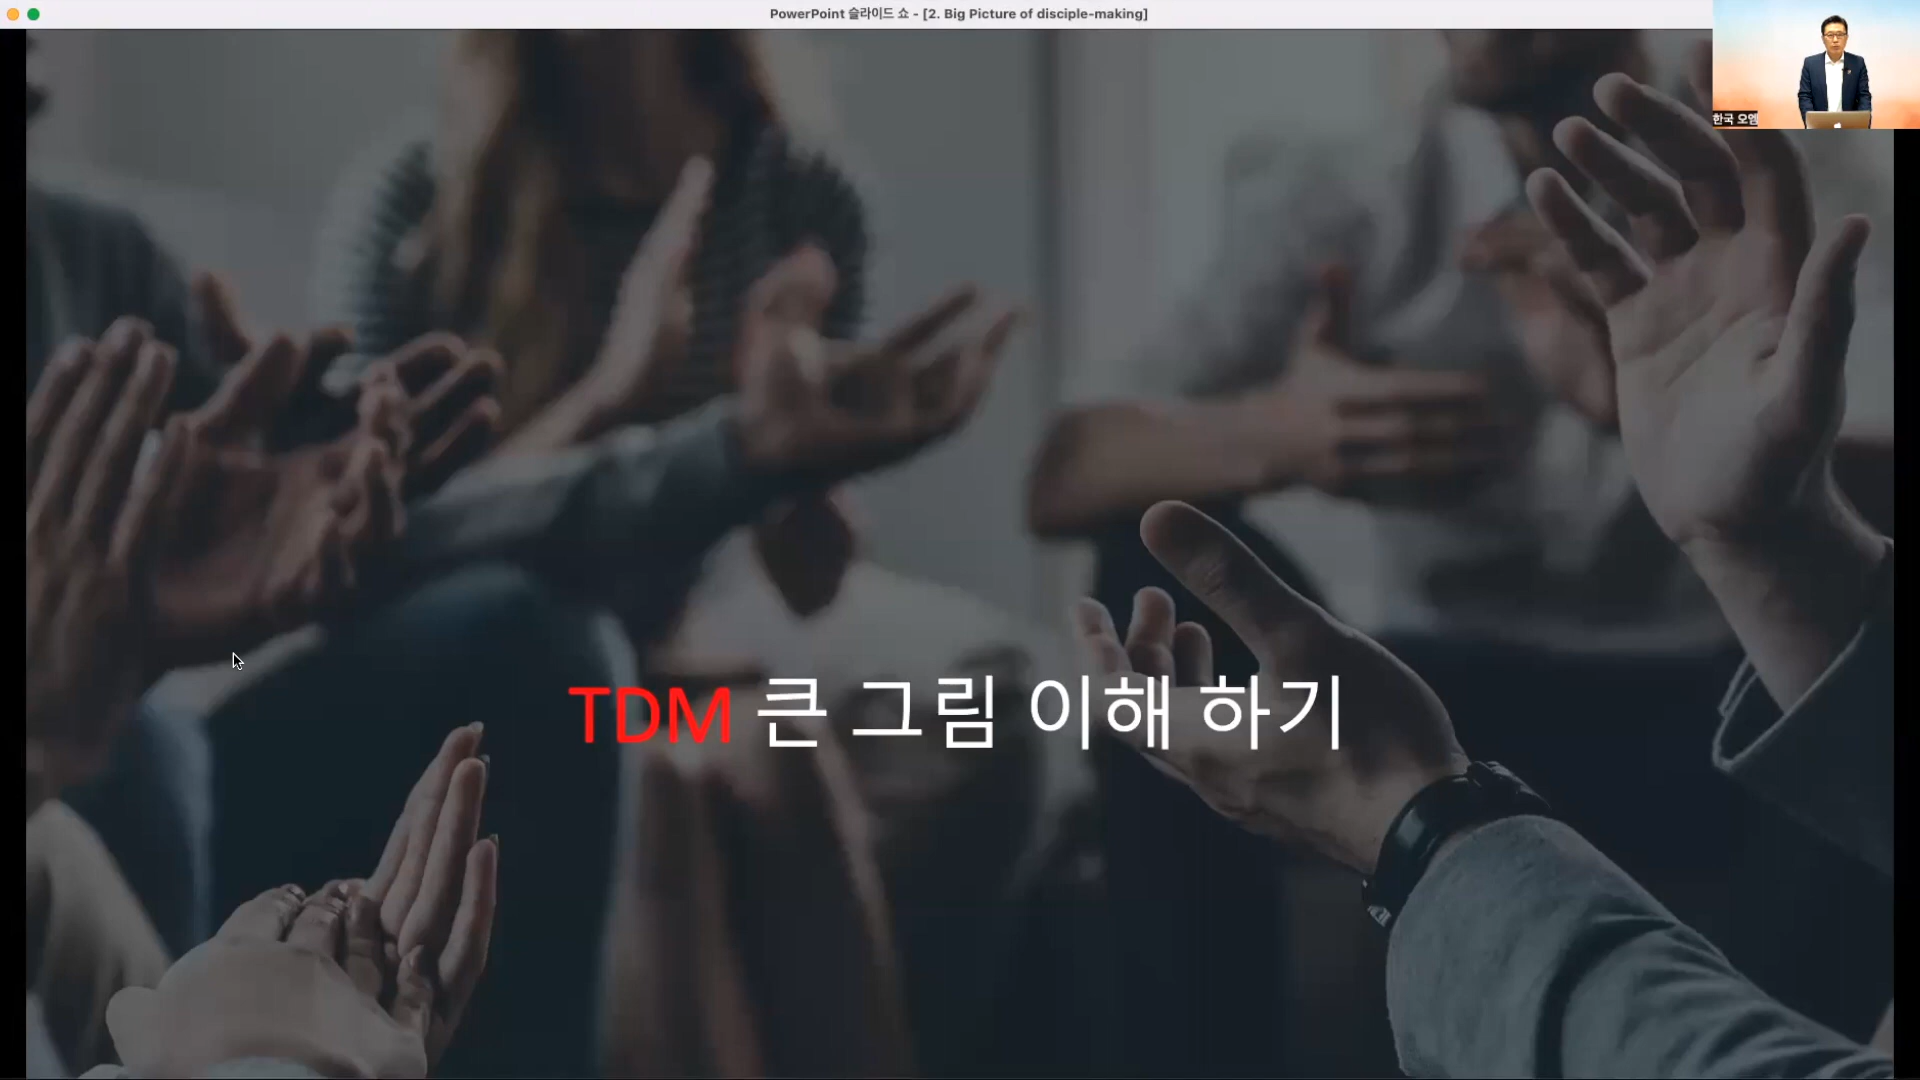 PowerPoint 슬라이드 쇼 - [2. Big Picture of disciple-making]
한국 오엠
TDM 큰 그림 이해 하기